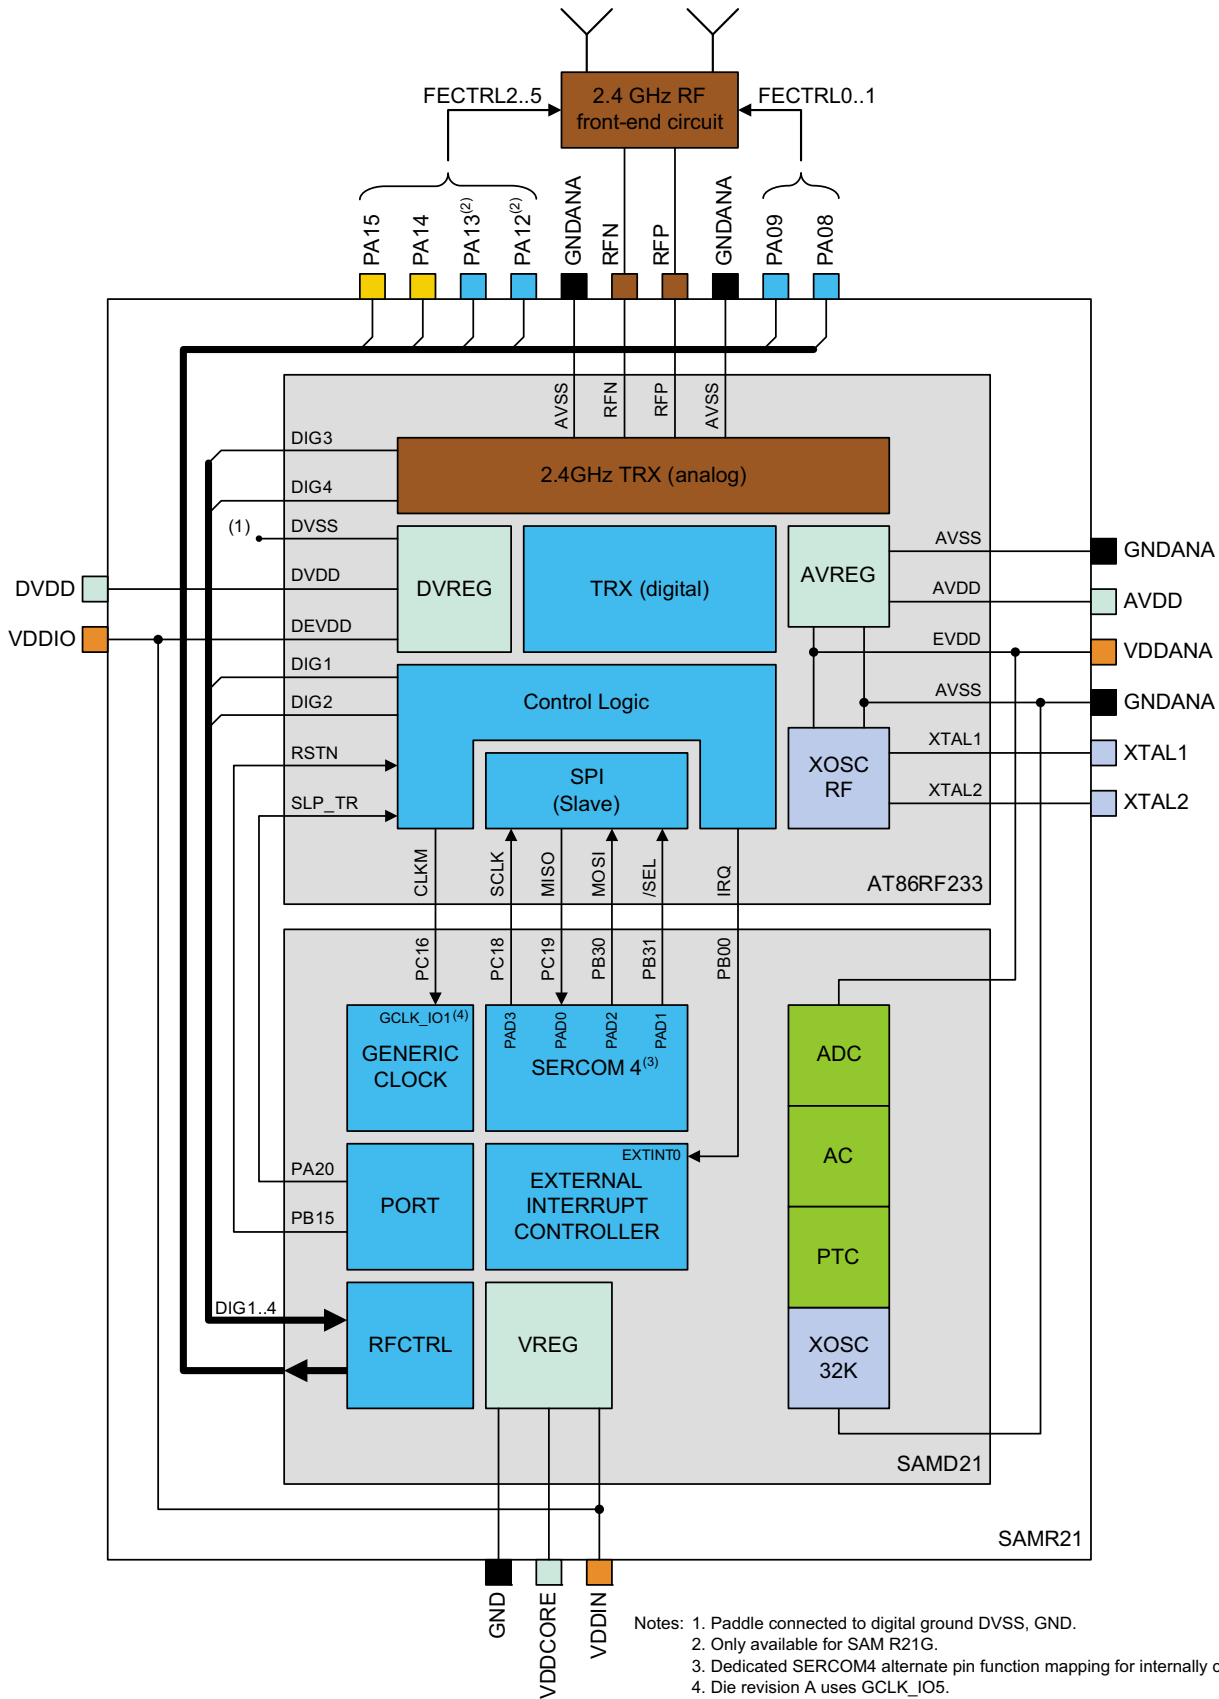 FECTRL2..5
2.4 GHz RF
front-end circuit
FECTRL0..1
PA15
PA14
PA13(2)
PA12(2)
GNDANA
RFN
RFP
GNDANA
PA09
PA08
AVSS
RFN
RFP
AVSS
DIG3
2.4GHz TRX (analog)
DIG4
(1)
DVSS
DVDD
DVDD
DVREG
TRX (digital)
AVREG
AVSS
GNDANA
AVDD
AVDD
VDDIO
DEVDD
EVDD
VDDANA
DIG1
DIG2
Control Logic
AVSS
GNDANA
RSTN
SPI
(Slave)
XOSC
RF
XTAL1
XTAL1
SLP_TR
XTAL2
XTAL2
CLKM
SCLK
MISO
MOSI
/SEL
IRQ
AT86RF233
PC16
PC18
PC19
PB30
PB31
PB00
GCLK_IO1(4)
GENERIC
CLOCK
PAD3
PAD0
PAD2
PAD1
SERCOM 4(3)
ADC
PA20
PB15
PORT
EXTINT0
EXTERNAL
INTERRUPT
CONTROLLER
AC
PTC
DIG1..4
RFCTRL
VREG
XOSC
32K
SAMD21
SAMR21
GND
VDDCORE
VDDIN
Notes: 1. Paddle connected to digital ground DVSS, GND.
2. Only available for SAM R21G.
3. Dedicated SERCOM4 alternate pin function mapping for internally
4. Die revision A uses GCLK_IO5.